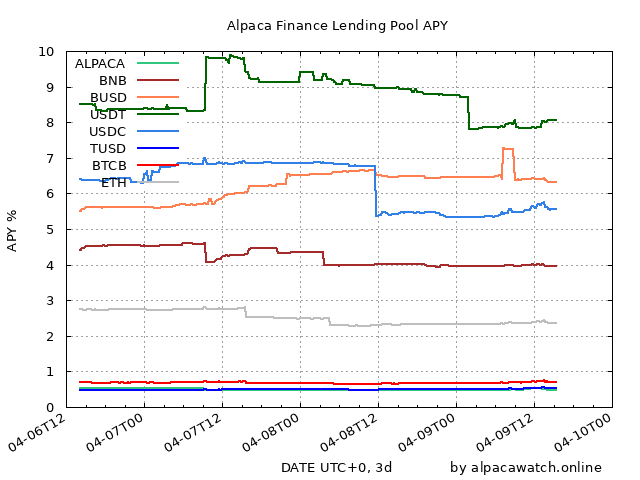 Alpaca Finance Lending Pool APY
10
9
8
7
6
5
4
3
2
1
0
APY %
ALPACA
BNB
BUSD
USDT
USDC
TUSD
BTCB
ETH
04-06T12
04-07T00
04-07T12
04-08T00
04-08T12
04-09T00
04-09T12
04-10T00
DATE UTC+0, 3d
by alpacawatch.online